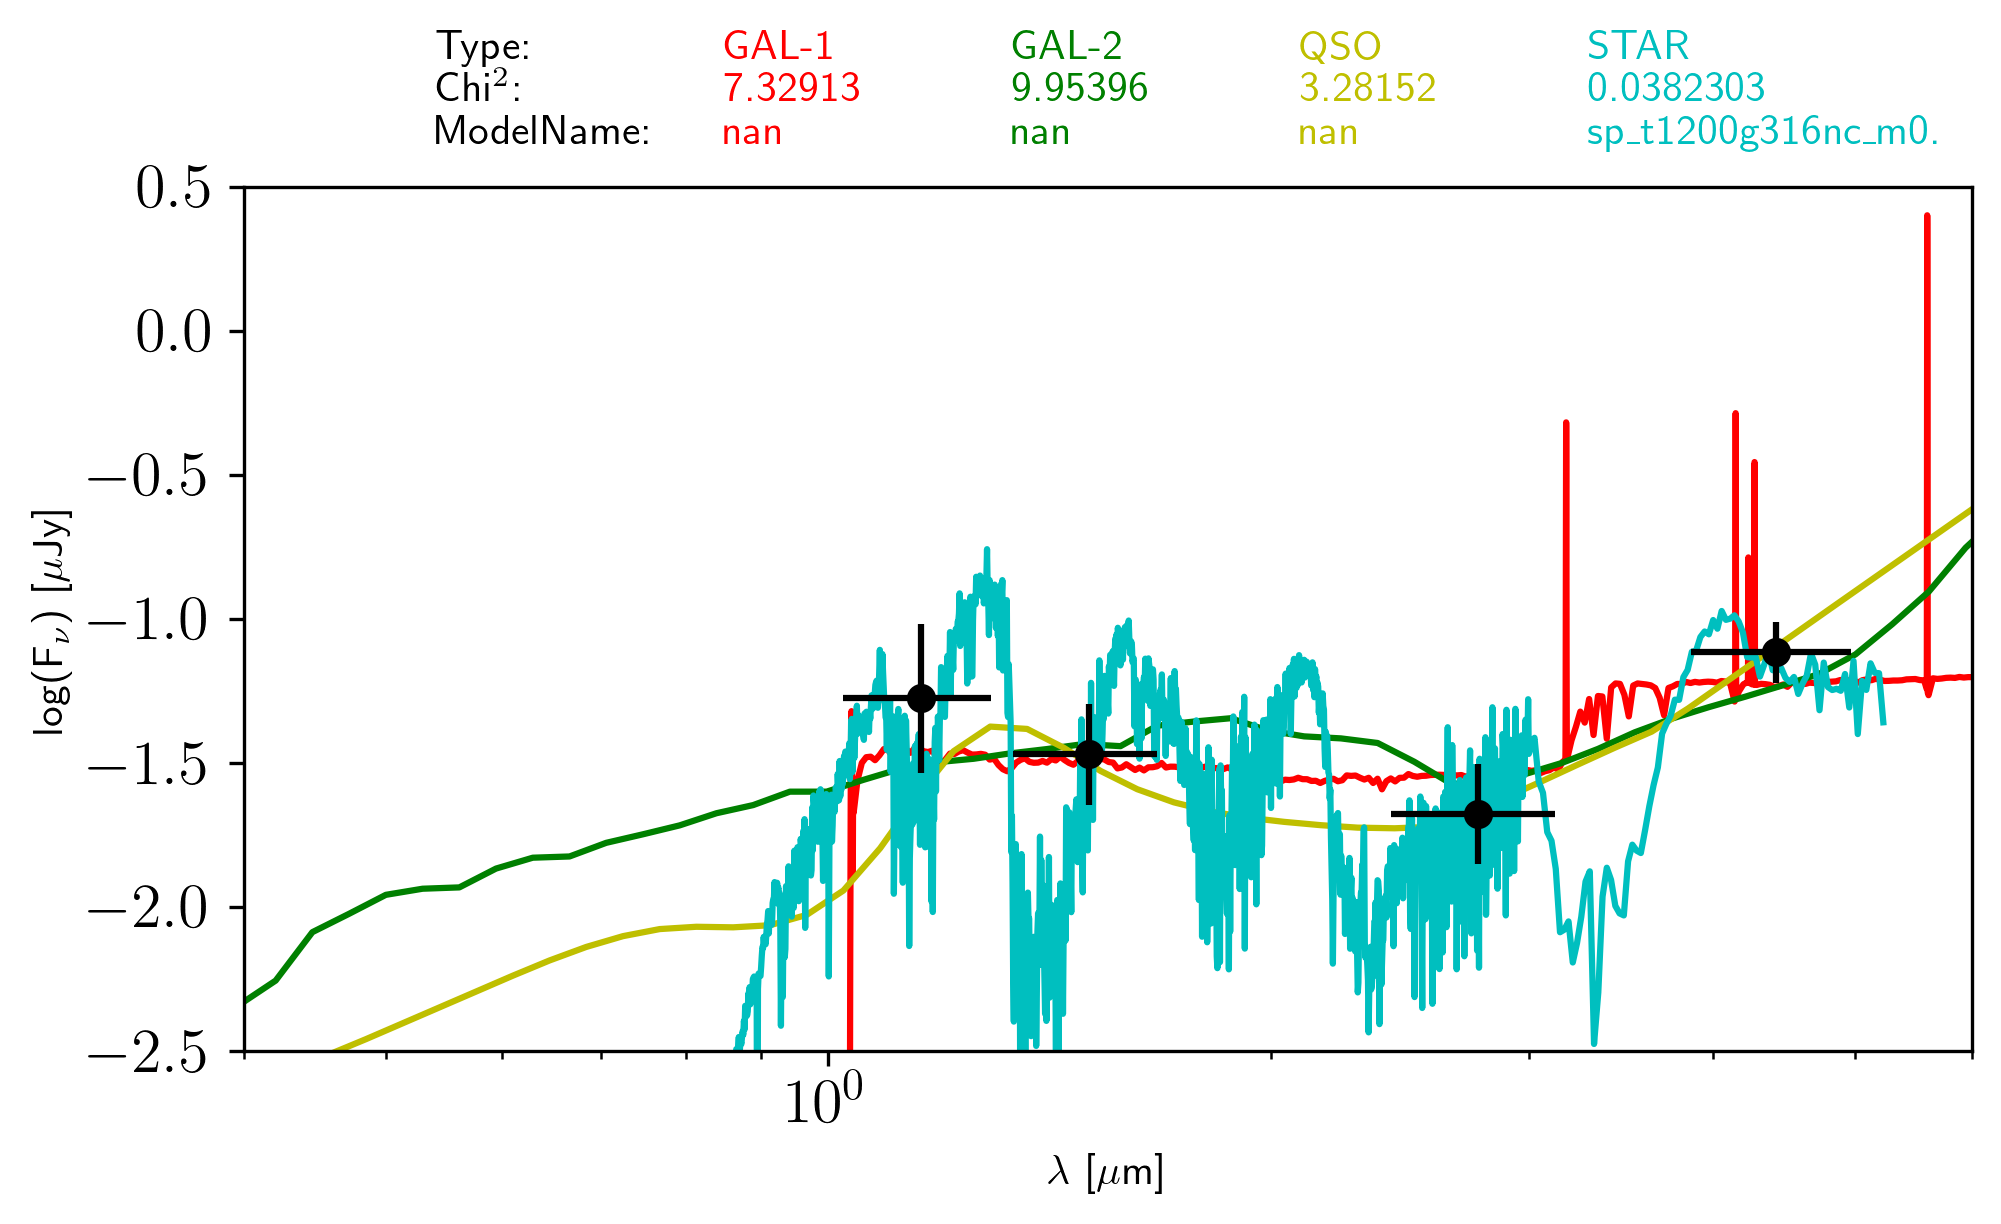 Type: GAL-1 GAL-2 QSO STAR
Chi²: 7.32913 9.95396 3.28152 0.0382303
ModelName: nan nan nan sp_t1200g316nc_m0.
0.5
0.0
−0.5
−1.0
−1.5
−2.0
−2.5
log(Fν) [μJy]
10⁰
λ [μm]